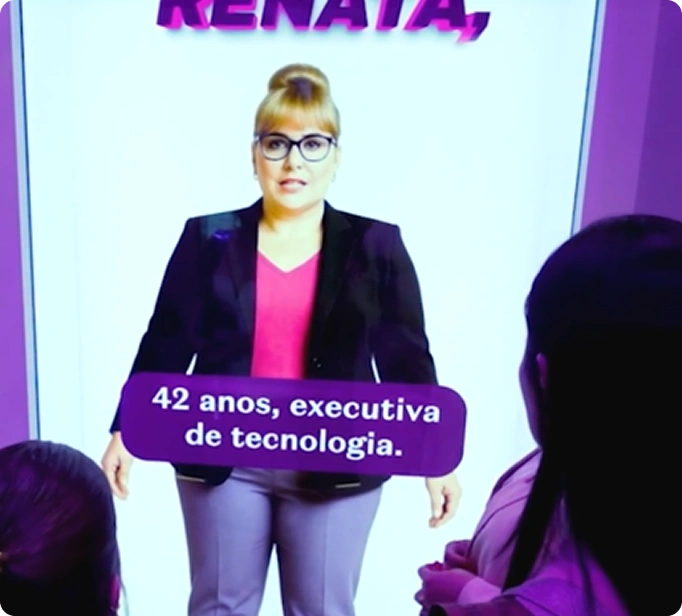 RENATA,
42 anos, executiva
de tecnologia.